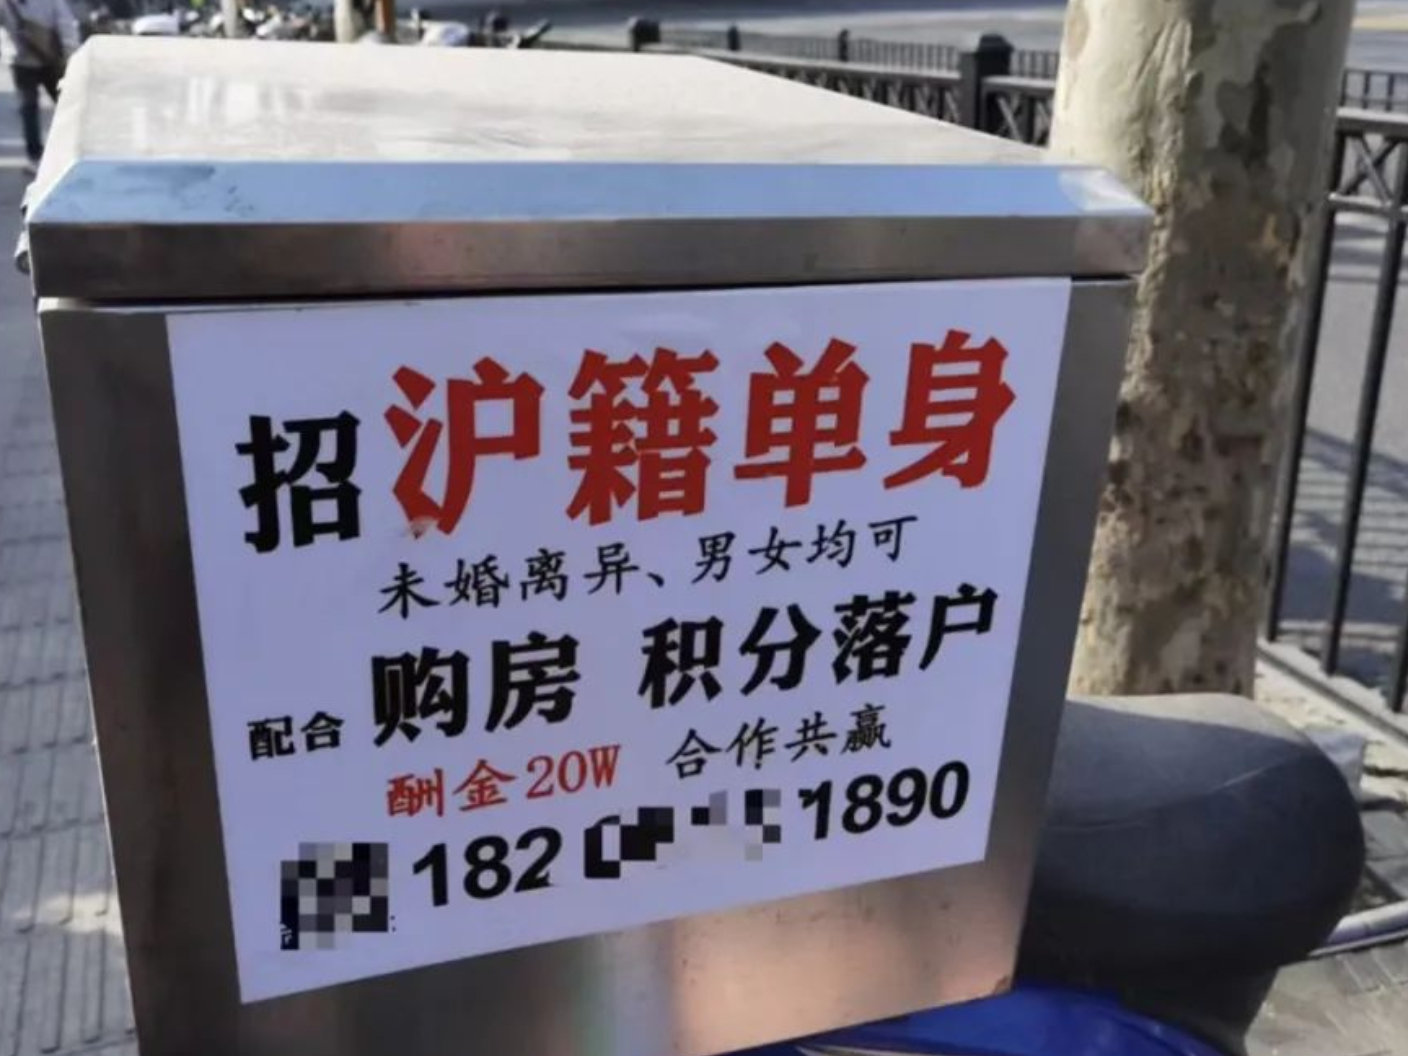 招沪籍单身
未婚离异、男女均可
配合购房 积分落户
酬金20W 合作共赢
182 1890